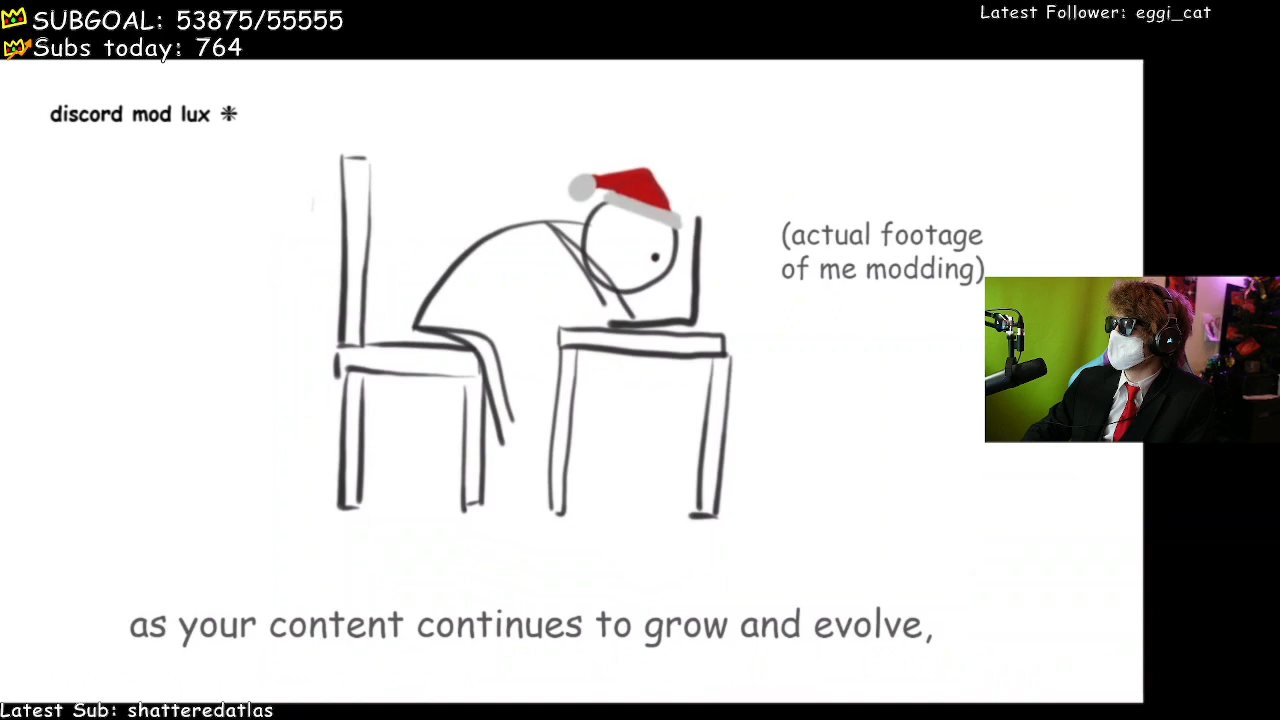 SUBGOAL: 53875/55555
Subs today: 764
Latest Follower: eggi_cat
discord mod lux ❈
(actual footage
of me modding)
as your content continues to grow and evolve,
Latest Sub: shatteredatlas